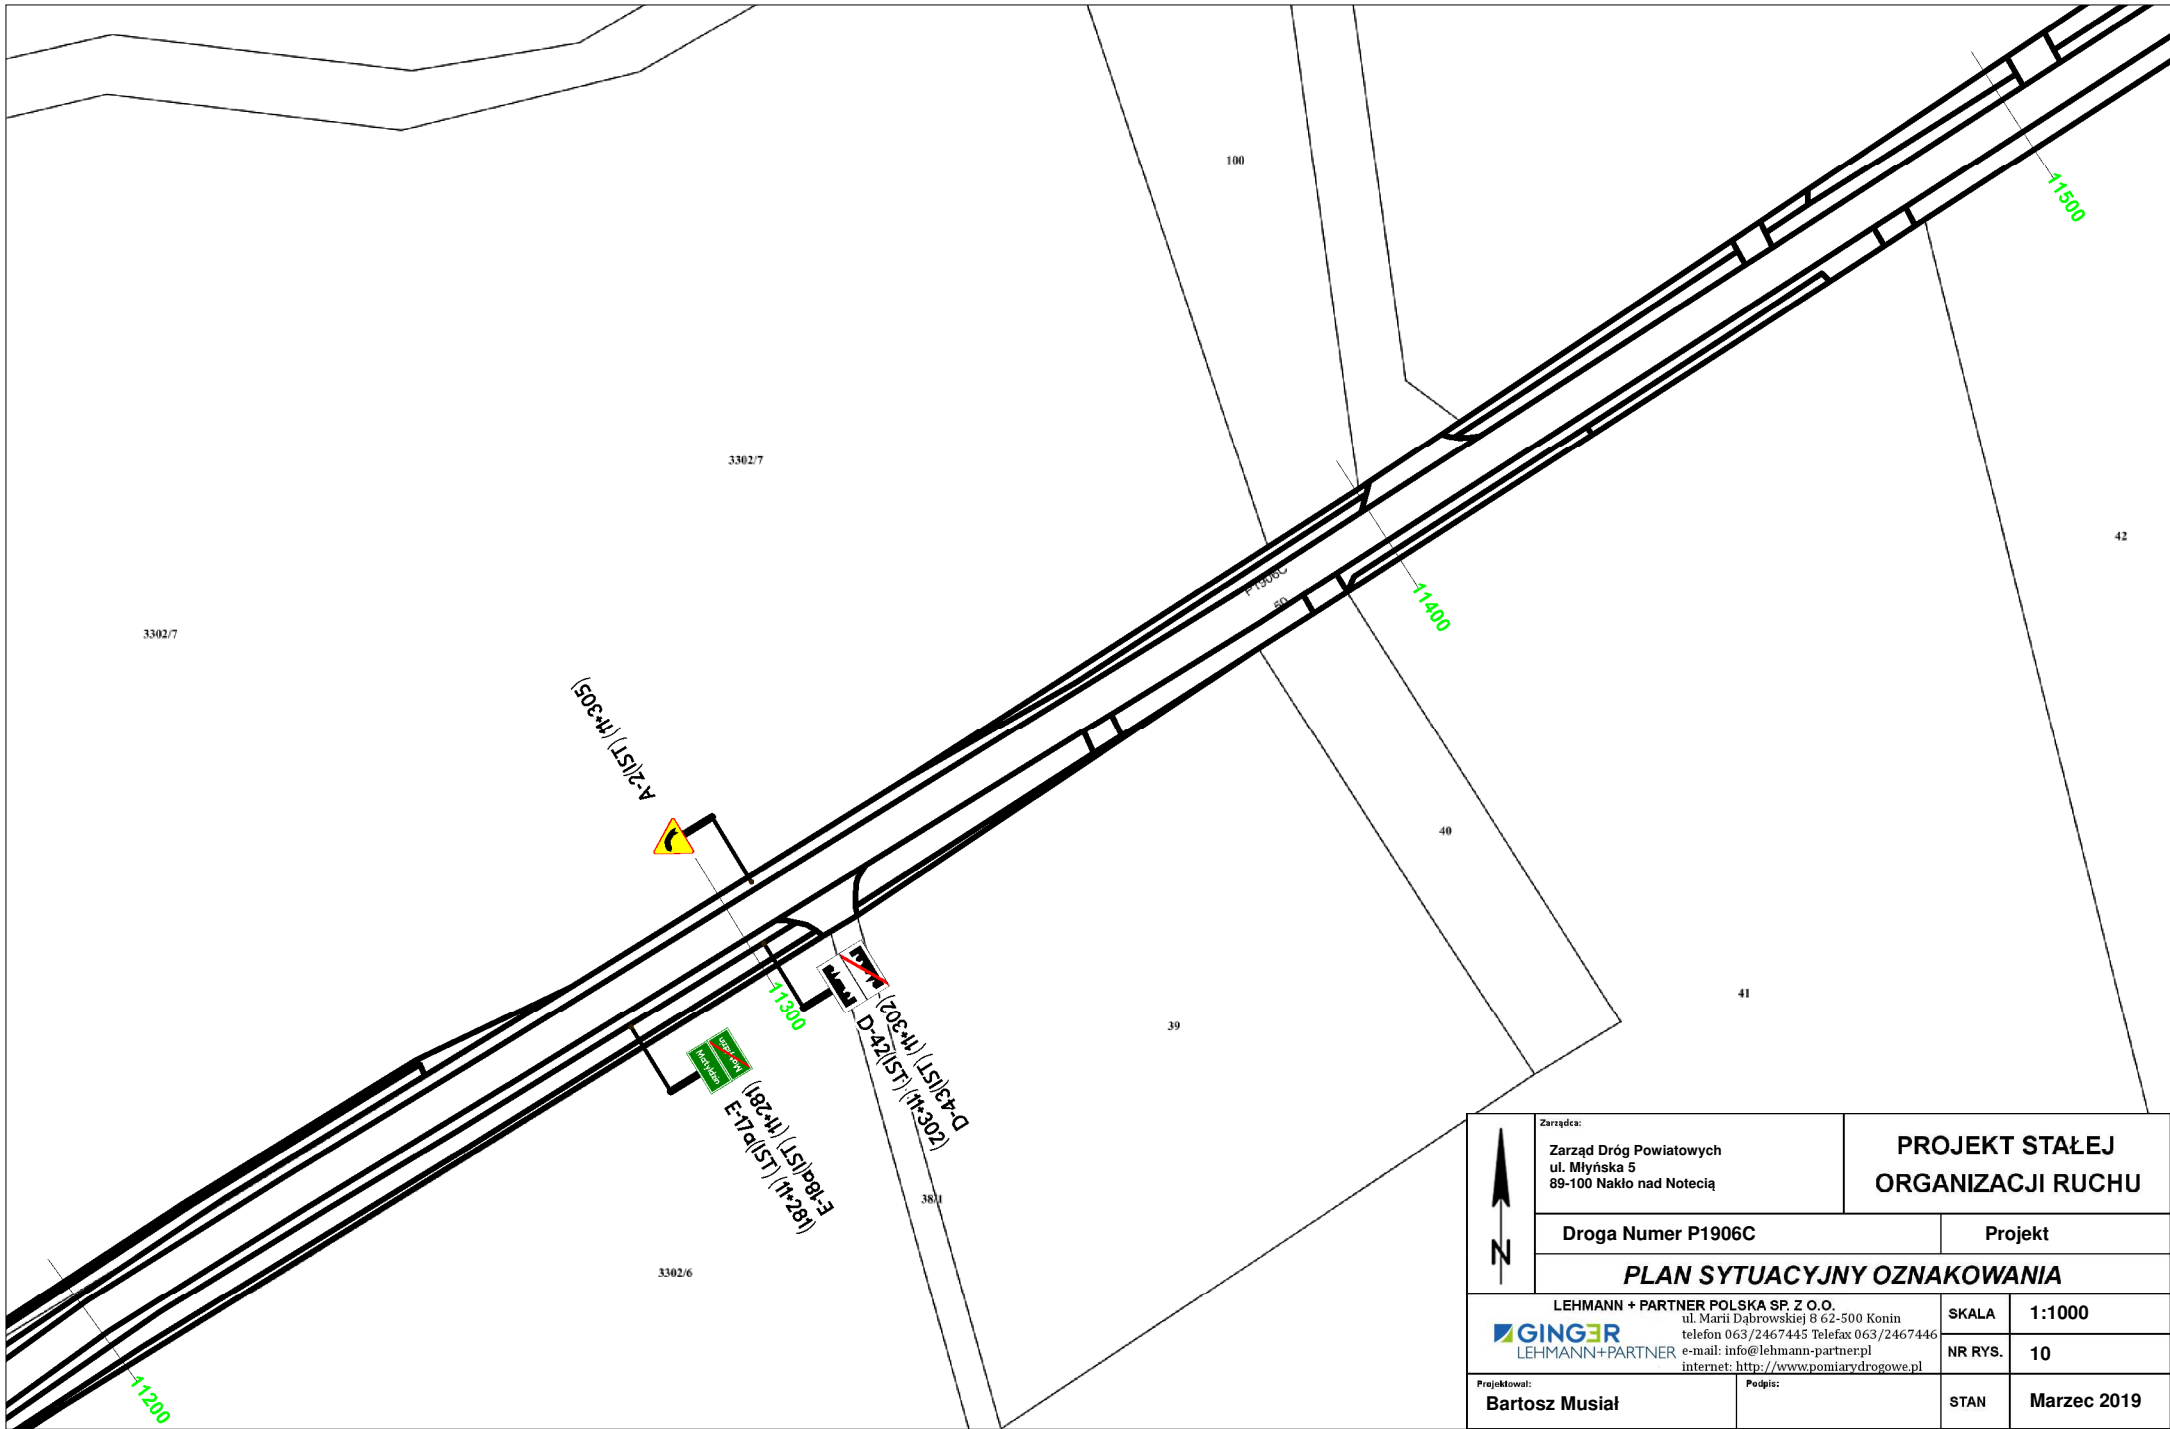 100
11500
3302/7
42
P1906C
60
11400
3302/7
A-2(IST) (11+305)
40
41
11300
39
D-43(IST) (11+302)
D-42(IST) (11+302)
Matyldzin
E-18a(IST) (11+281)
E-17a(IST) (11+281)
38/1
3302/6
11200
Zarządca:
Zarząd Dróg Powiatowych
ul. Młyńska 5
89-100 Nakło nad Notecią
PROJEKT STAŁEJ
ORGANIZACJI RUCHU
N
Droga Numer P1906C
Projekt
PLAN SYTUACYJNY OZNAKOWANIA
LEHMANN + PARTNER POLSKA SP. Z O.O.
ul. Marii Dąbrowskiej 8 62-500 Konin
telefon 063/2467445 Telefax 063/2467446
e-mail: info@lehmann-partner.pl
internet: http://www.pomiarydrogowe.pl
GINGER
LEHMANN+PARTNER
SKALA
1:1000
NR RYS.
10
Projektował:
Bartosz Musiał
Podpis:
STAN
Marzec 2019